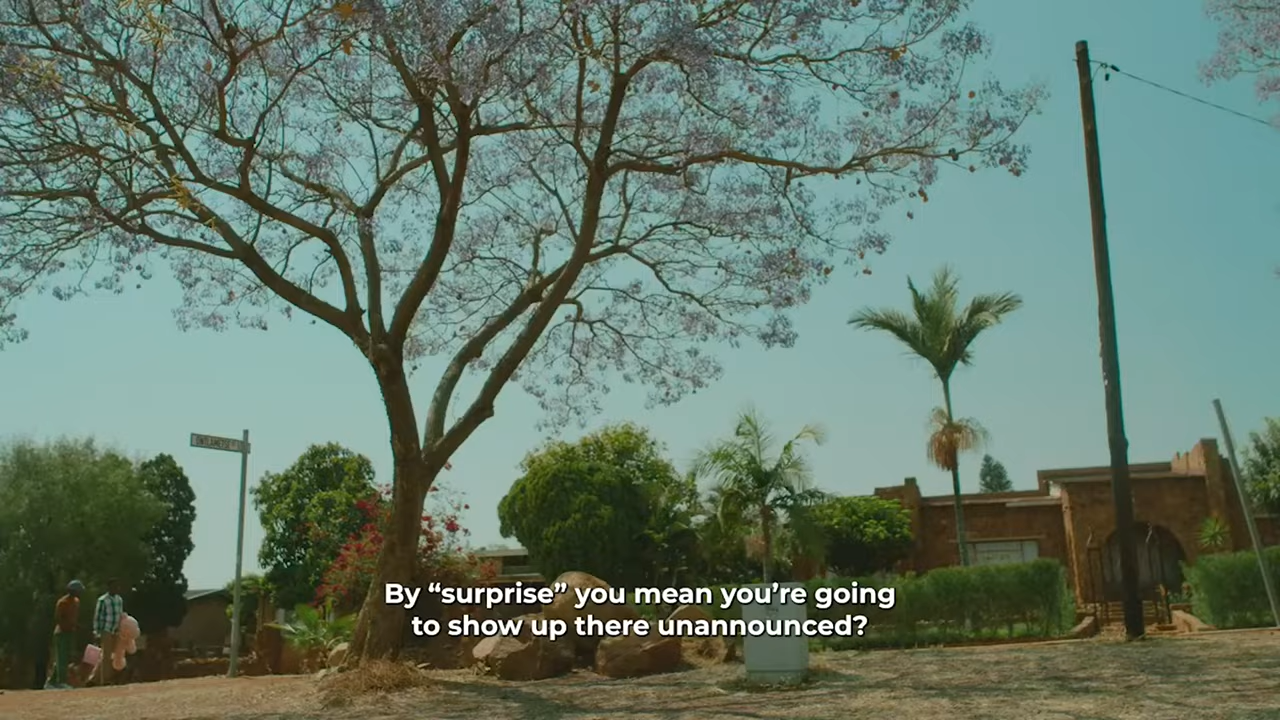 By “surprise” you mean you’re going
to show up there unannounced?